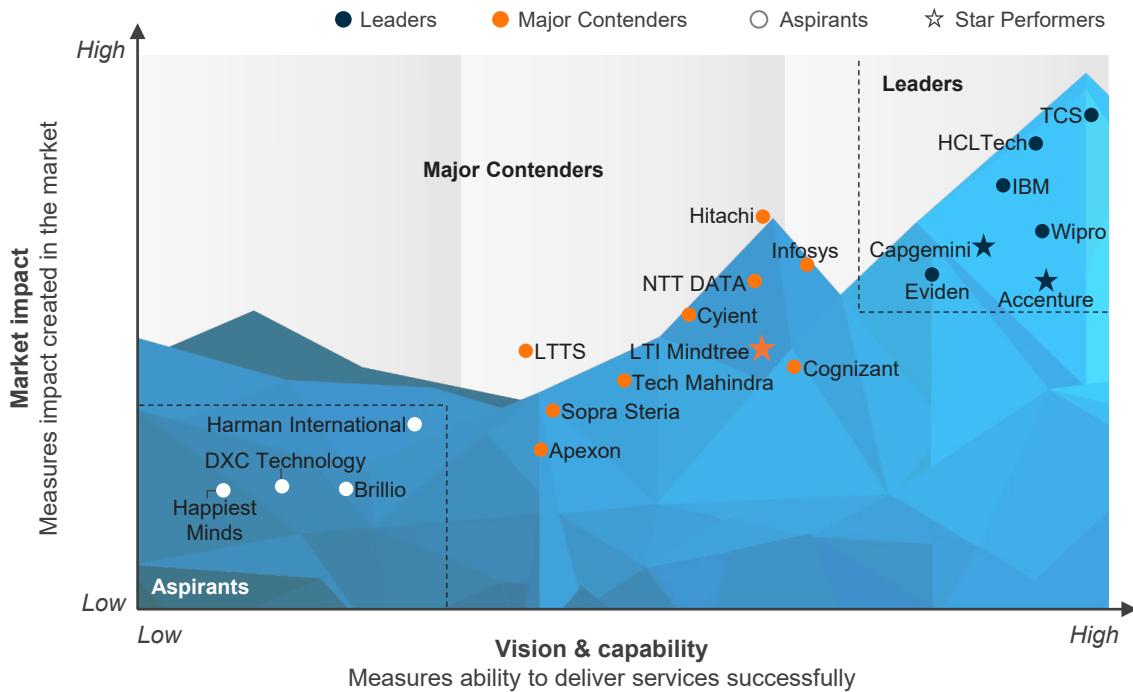 Leaders
Major Contenders
Aspirants
Star Performers
High
Market impact
Measures impact created in the market
Low
Leaders
TCS
HCLTech
IBM
Wipro
Capgemini
Eviden
Accenture
Major Contenders
Hitachi
Infosys
NTT DATA
Cyient
LTTS
LTI Mindtree
Cognizant
Tech Mahindra
Sopra Steria
Apexon
Harman International
DXC Technology
Brillio
Happiest
Minds
Aspirants
Low
High
Vision & capability
Measures ability to deliver services successfully